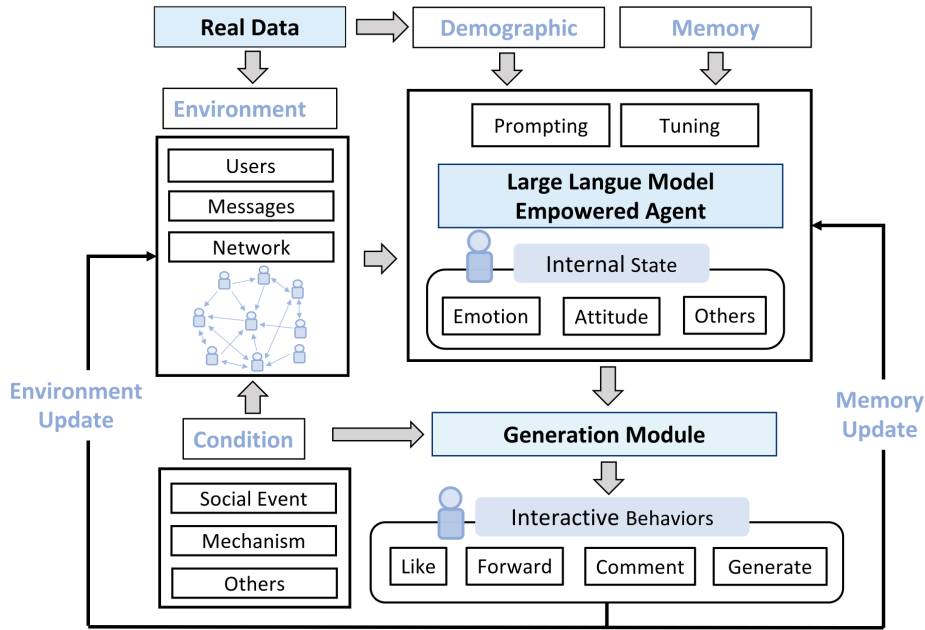 Real Data
Demographic
Memory
Environment
Users
Messages
Network
Prompting
Tuning
Large Langue Model
Empowered Agent
Internal State
Emotion
Attitude
Others
Environment
Update
Memory
Update
Condition
Social Event
Mechanism
Others
Generation Module
Interactive Behaviors
Like
Forward
Comment
Generate